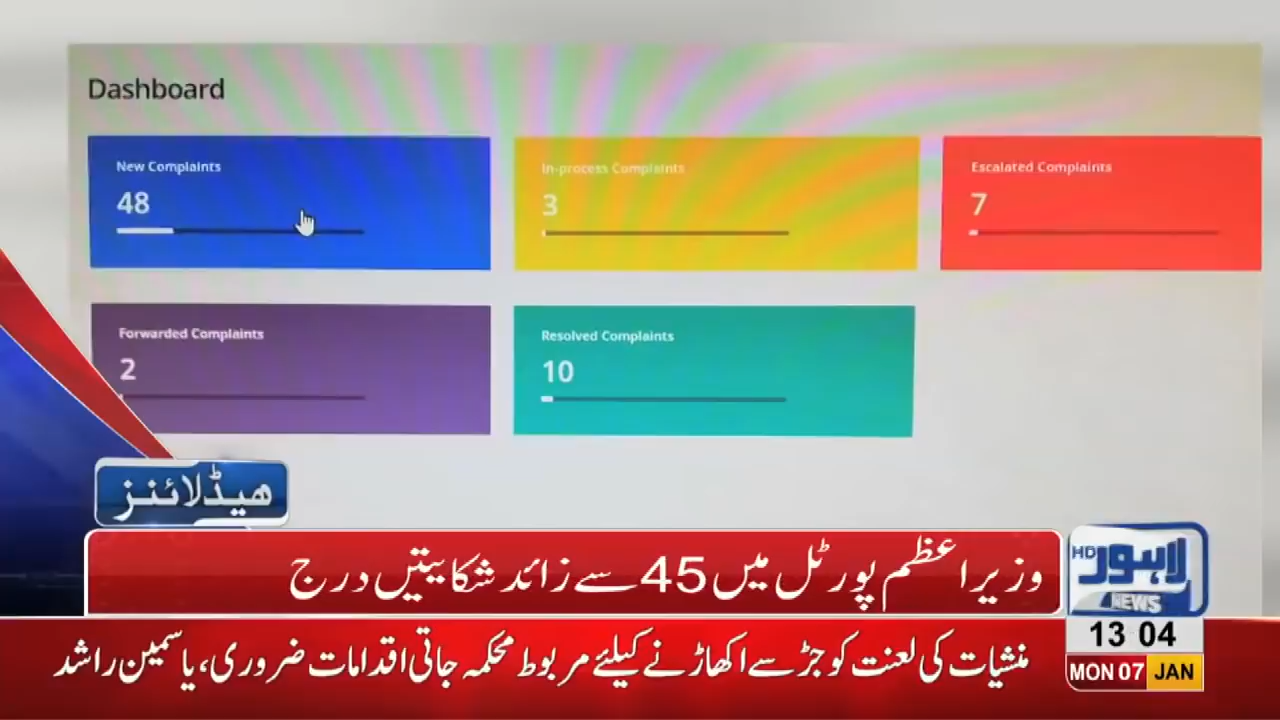 Dashboard
New Complaints
48
In-process Complaints
3
Escalated Complaints
7
Forwarded Complaints
2
Resolved Complaints
10
ھیڈلائنز
وزیراعظم پورٹل میں 45 سے زائد شکایتیں درج
HD لاہور
NEWS
13 04
MON 07 JAN
منشیات کی لعنت کو جڑ سے اکھاڑنے کیلئے مربوط محکمہ جاتی اقدامات ضروری، یاسمین راشد